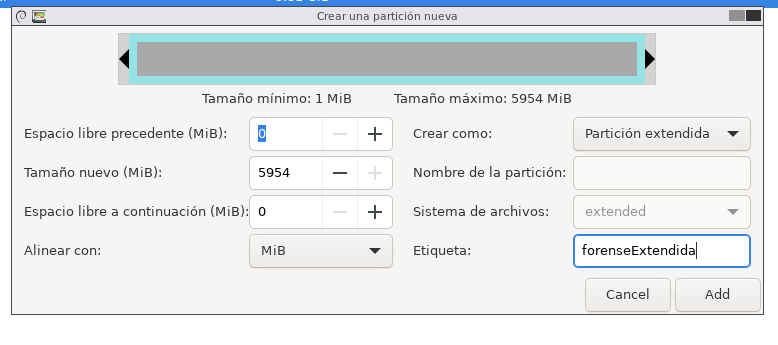 Crear una partición nueva
Tamaño mínimo: 1 MiB Tamaño máximo: 5954 MiB
Espacio libre precedente (MiB): 0 Crear como: Partición extendida
Tamaño nuevo (MiB): 5954 Nombre de la partición:
Espacio libre a continuación (MiB): 0 Sistema de archivos: extended
Alinear con: MiB Etiqueta: forenseExtendida
Cancel Add